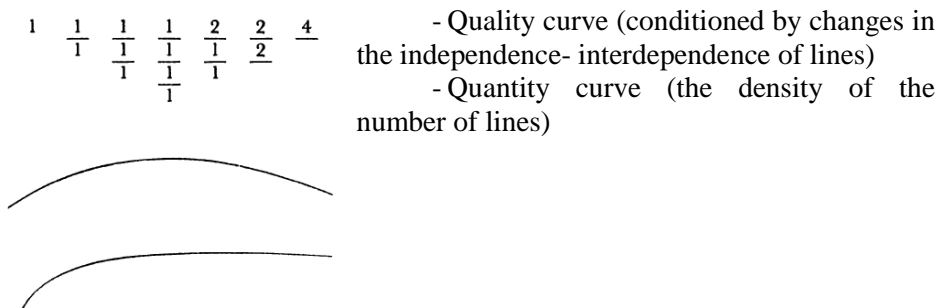 1 1 1 1 2 2 4
1 1 1 1 2
1 1 1
1
- Quality curve (conditioned by changes in
the independence- interdependence of lines)
- Quantity curve (the density of the
number of lines)